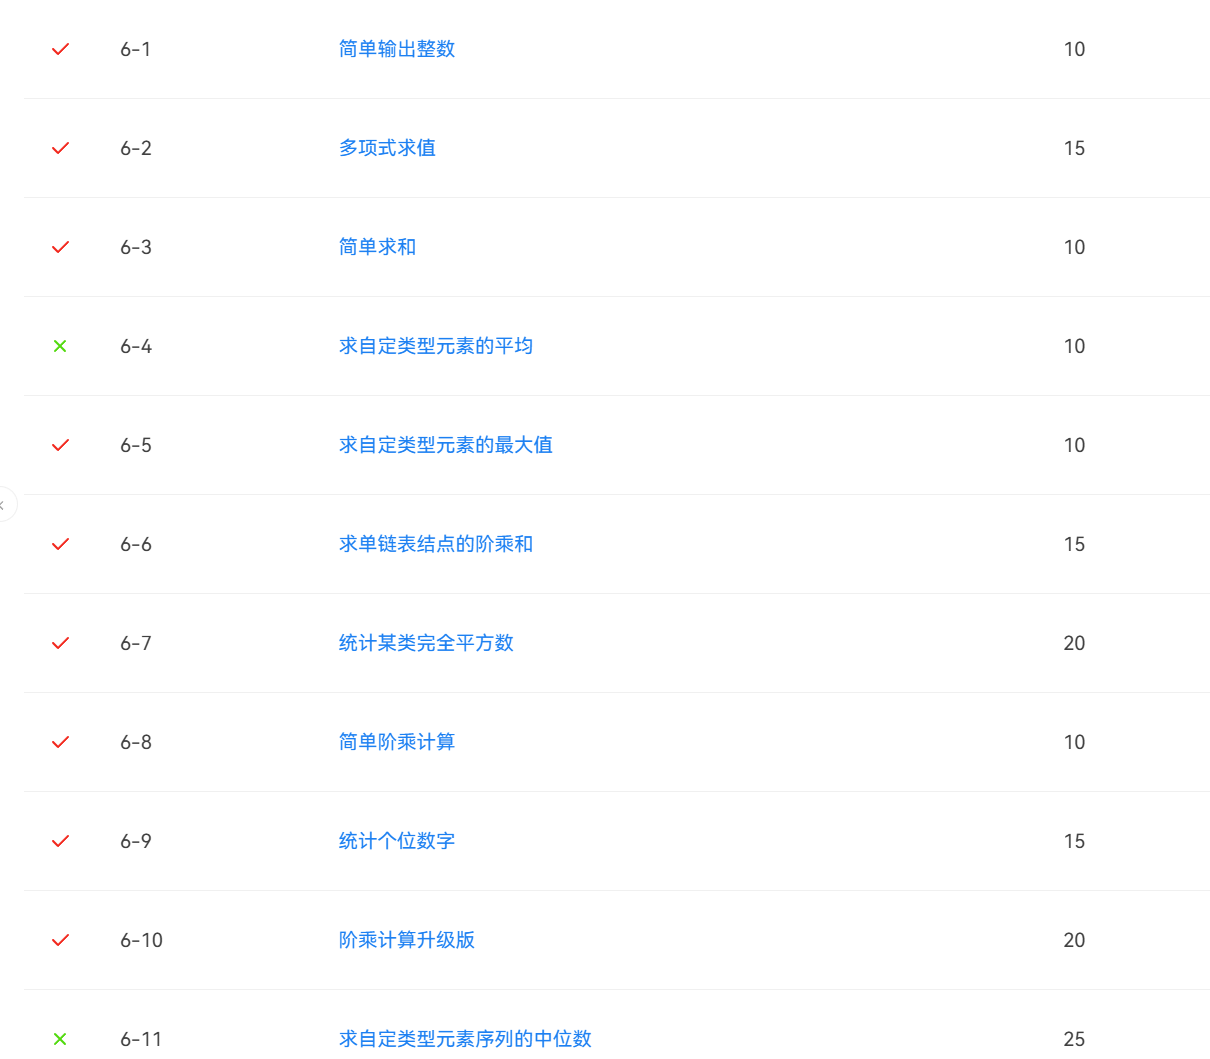 6-1 简单输出整数 10
6-2 多项式求值 15
6-3 简单求和 10
6-4 求自定类型元素的平均 10
6-5 求自定类型元素的最大值 10
6-6 求单链表结点的阶乘和 15
6-7 统计某类完全平方数 20
6-8 简单阶乘计算 10
6-9 统计个位数字 15
6-10 阶乘计算升级版 20
6-11 求自定类型元素序列的中位数 25